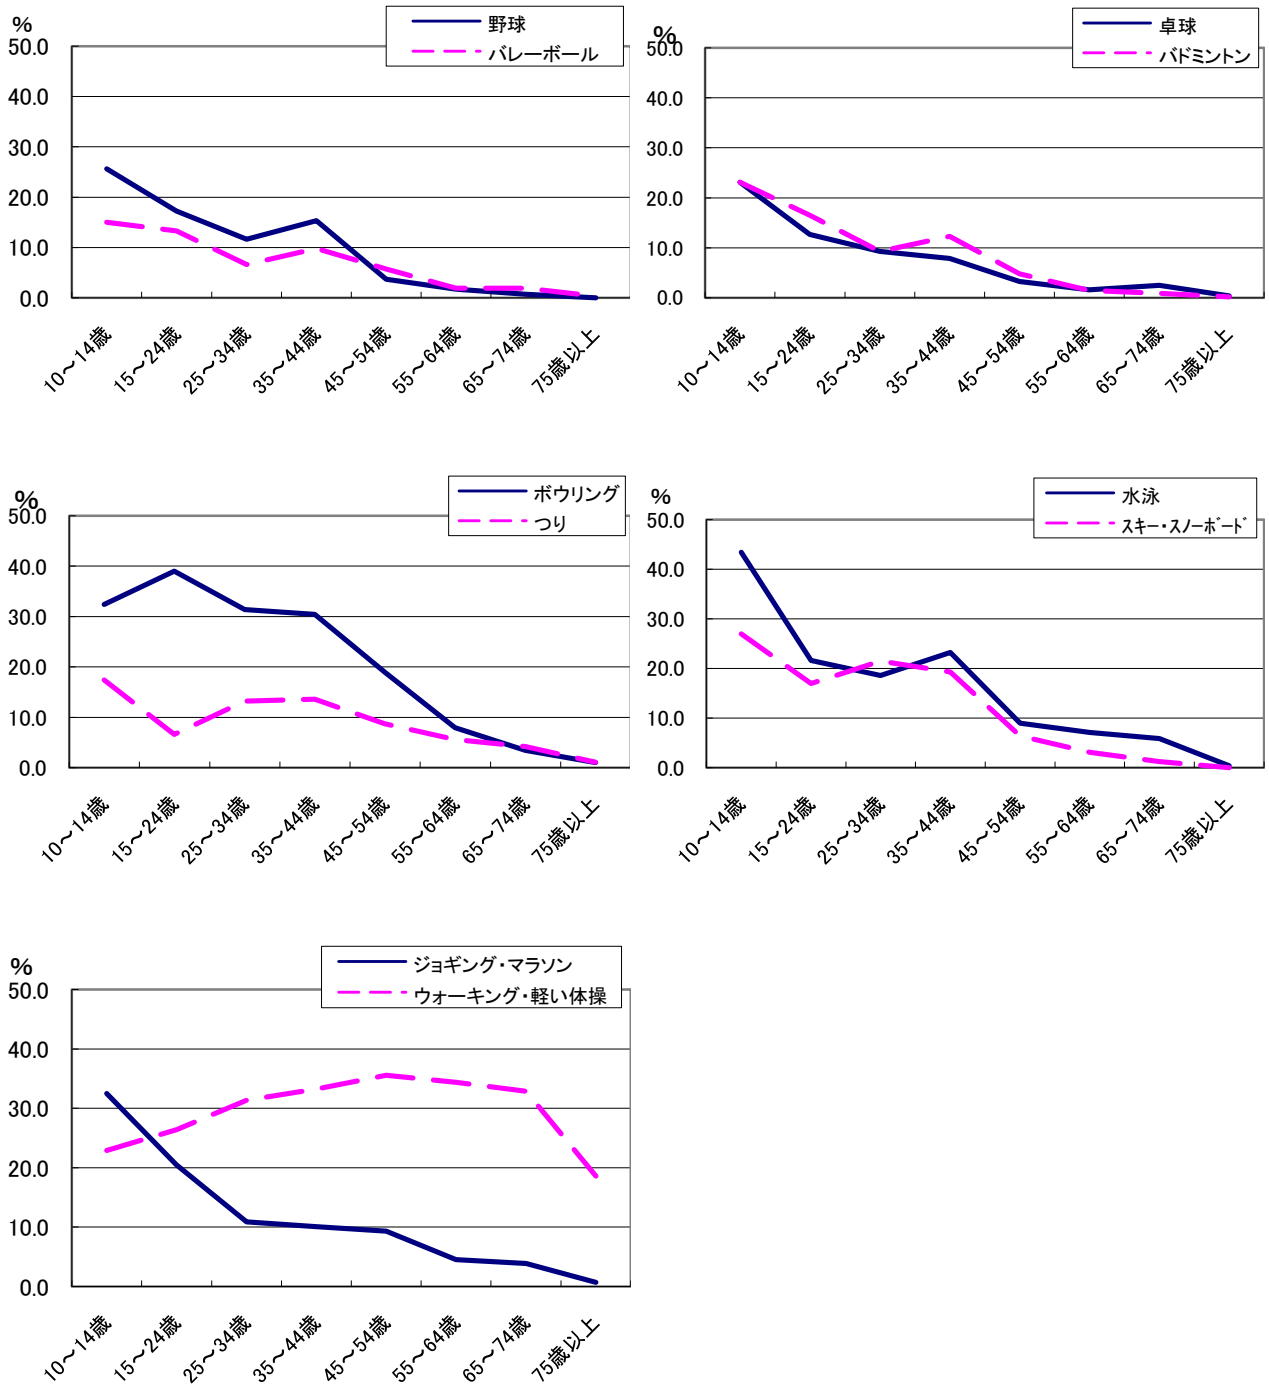 %
野球
バレーボール
50.0
40.0
30.0
20.0
10.0
0.0
10～14歳
15～24歳
25～34歳
35～44歳
45～54歳
55～64歳
65～74歳
75歳以上
%
卓球
バドミントン
50.0
40.0
30.0
20.0
10.0
0.0
10～14歳
15～24歳
25～34歳
35～44歳
45～54歳
55～64歳
65～74歳
75歳以上
%
ボウリング
つり
50.0
40.0
30.0
20.0
10.0
0.0
10～14歳
15～24歳
25～34歳
35～44歳
45～54歳
55～64歳
65～74歳
75歳以上
%
水泳
ｽｷｰ・ｽﾉｰﾎﾞｰﾄﾞ
50.0
40.0
30.0
20.0
10.0
0.0
10～14歳
15～24歳
25～34歳
35～44歳
45～54歳
55～64歳
65～74歳
75歳以上
%
ジョギング・マラソン
ウォーキング・軽い体操
50.0
40.0
30.0
20.0
10.0
0.0
10～14歳
15～24歳
25～34歳
35～44歳
45～54歳
55～64歳
65～74歳
75歳以上